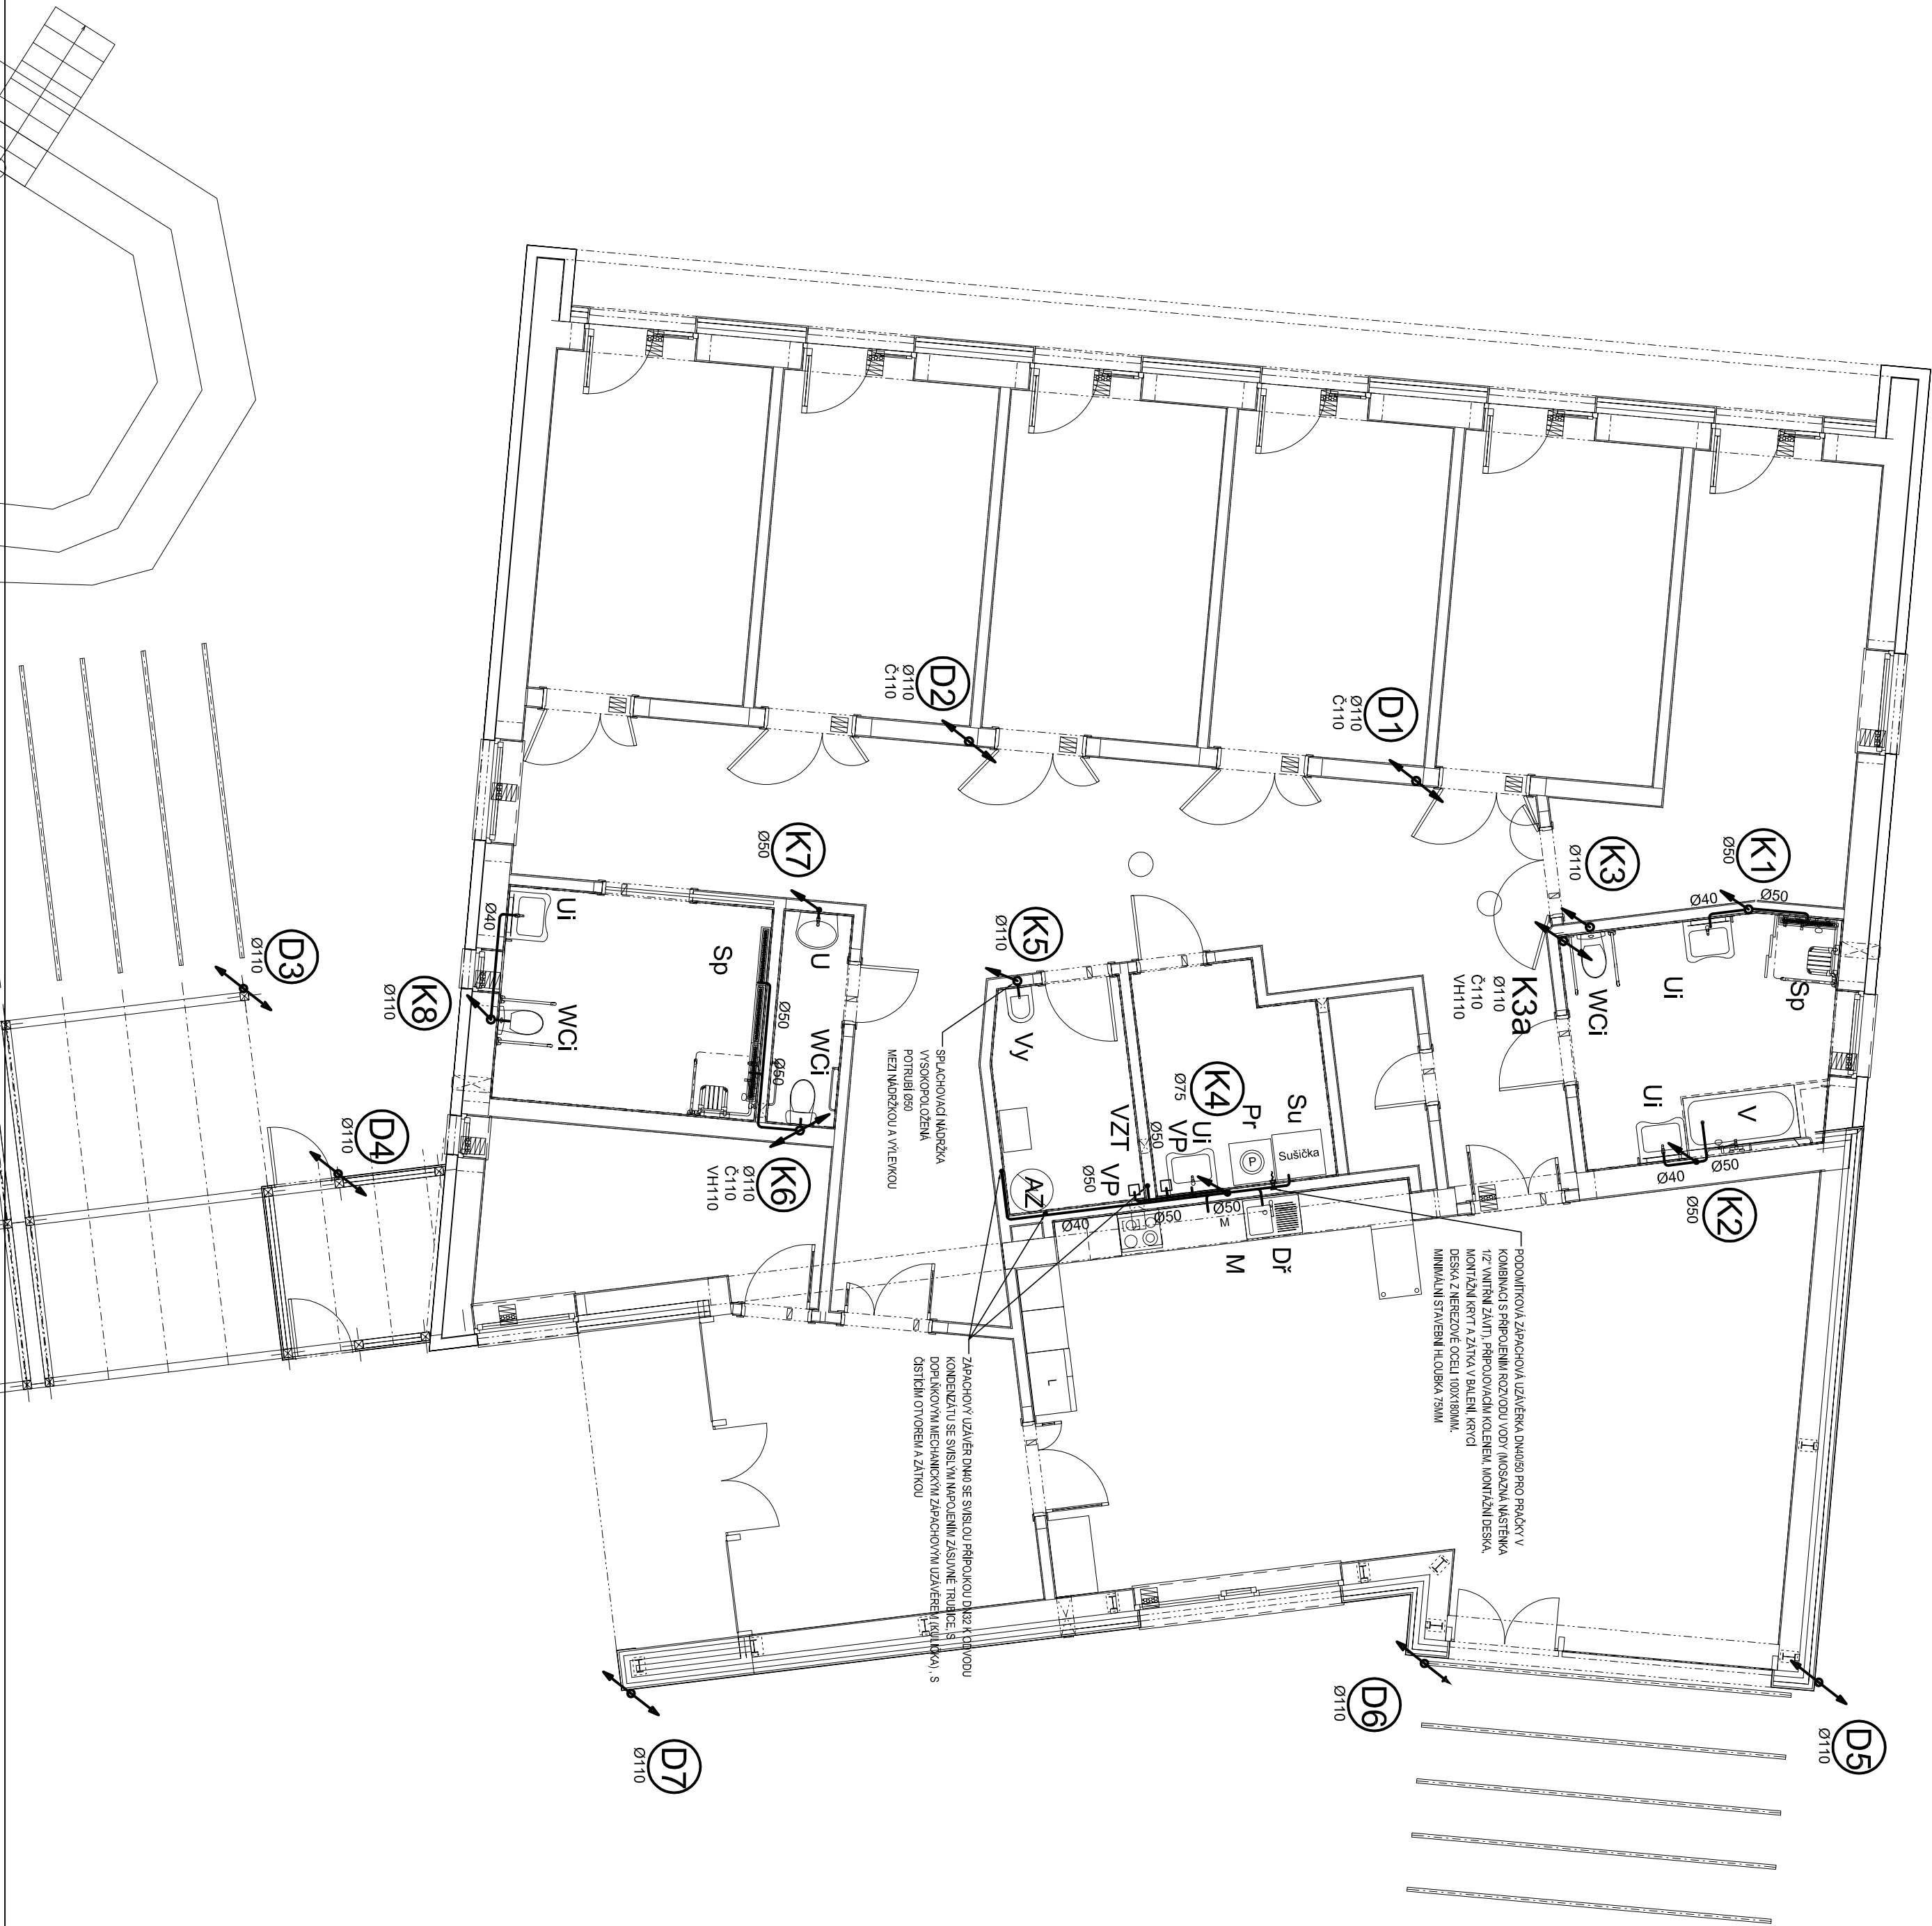 D5
Ø110
K1
Ø50
Ø50
Ø40
Sp
Ui
V
Ui
Ø50
Ø40
K2
Ø50
K3
Ø110
WCi
K3a
Ø110
Č110
VH110
D1
Ø110
Č110
D6
Ø110
PODOMÍTKOVÁ ZÁPACHOVÁ UZÁVĚRKA DN40/50 PRO PRAČKY V
KOMBINACI S PŘIPOJENÍM ROZVODU VODY (MOSAZNÁ NÁSTĚNKA
1/2" VNITŘNÍ ZÁVIT), PŘIPOJOVACÍM KOLENEM, MONTÁŽNÍ DESKA,
MONTÁŽNÍ KRYT A ZÁTKA V BALENÍ, KRYCÍ
DESKA Z NEREZOVÉ OCELI 100X180MM,
MINIMÁLNÍ STAVEBNÍ HLOUBKA 75MM
Su
Sušička
Pr
P
Dř
K4
Ø75
Ui
VP
Ø50
M
Ø50
M
Ø50
VZT
VP
Ø50
Ø40
K5
Ø110
Vy
AZ
L
SPLACHOVACÍ NÁDRŽKA
VYSOKOPOLOŽENÁ
POTRUBÍ Ø50
MEZI NÁDRŽKOU A VÝLEVKOU
ZÁPACHOVÝ UZÁVĚR DN40 SE SVISLOU PŘÍPOJKOU DN32 K ODVODU
KONDENZÁTU SE SVISLÝM NAPOJENÍM ZÁSUVNÉ TRUBICE, S
DOPLŇKOVÝM MECHANICKÝM ZÁPACHOVÝM UZÁVĚREM (KULIČKA), S
ČISTÍCÍM OTVOREM A ZÁTKOU
D2
Ø110
Č110
K7
Ø50
U
WCi
Ø50
Ø50
Sp
K6
Ø110
Č110
VH110
D7
Ø110
Ui
Ø40
WCi
K8
Ø110
D4
Ø110
D3
Ø110